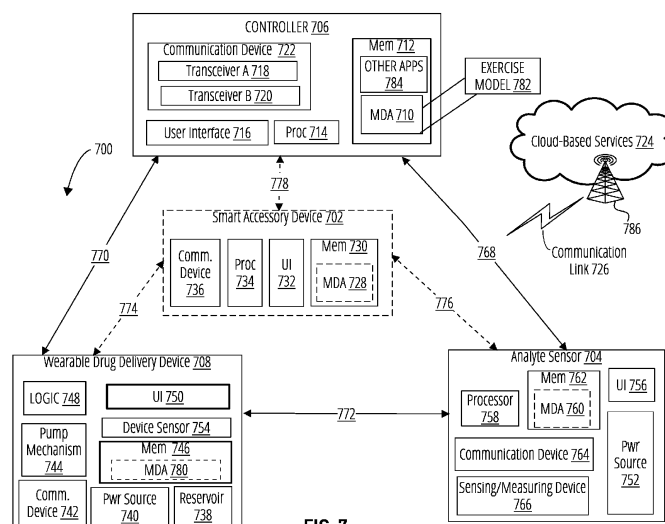 CONTROLLER 706
Communication Device 722
Transceiver A 718
Transceiver B 720
User Interface 716
Proc 714
Mem 712
OTHER APPS
784
MDA 710
EXERCISE
MODEL 782
Cloud-Based Services 724
786
Communication
Link 726
700
778
770
768
Smart Accessory Device 702
Comm.
Device
736
Proc
734
UI
732
Mem 730
MDA 728
774
776
Wearable Drug Delivery Device 708
LOGIC 748
UI 750
Pump
Mechanism
744
Device Sensor 754
Mem 746
MDA 780
Comm.
Device 742
Pwr Source
740
Reservoir
738
772
Analyte Sensor 704
Processor
758
Mem 762
MDA 760
UI 756
Communication Device 764
Sensing/Measuring Device
766
Pwr
Source
752
FIG. 7